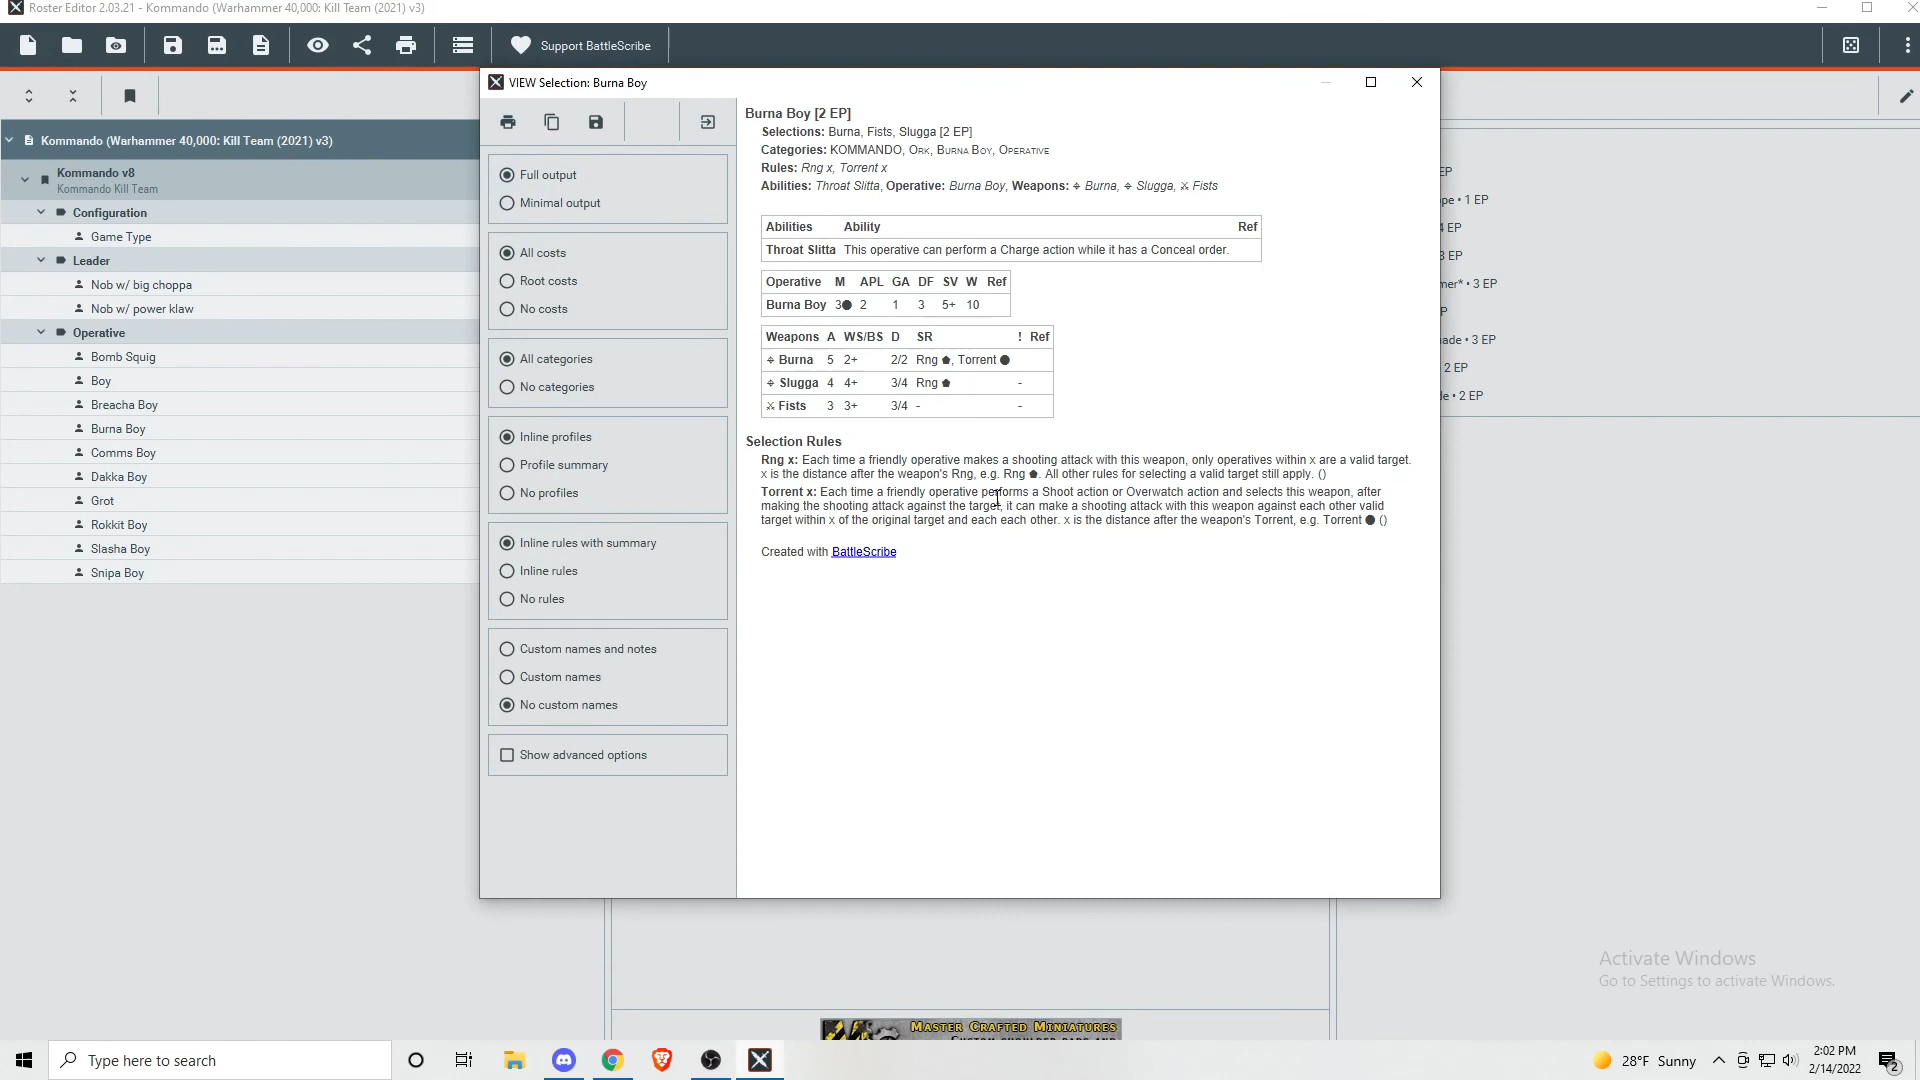 Roster Editor 2.03.21 - Kommando (Warhammer 40,000: Kill Team (2021) v3)
Support BattleScribe
VIEW Selection: Burna Boy
Kommando (Warhammer 40,000: Kill Team (2021) v3)
Kommando v8
Kommando Kill Team
Configuration
Game Type
Leader
Nob w/ big choppa
Nob w/ power klaw
Operative
Bomb Squig
Boy
Breacha Boy
Burna Boy
Comms Boy
Dakka Boy
Grot
Rokkit Boy
Slasha Boy
Snipa Boy
Full output
Minimal output
All costs
Root costs
No costs
All categories
No categories
Inline profiles
Profile summary
No profiles
Inline rules with summary
Inline rules
No rules
Custom names and notes
Custom names
No custom names
Show advanced options
Burna Boy [2 EP]
Selections: Burna, Fists, Slugga [2 EP]
Categories: KOMMANDO, ORK, BURNA BOY, OPERATIVE
Rules: Rng x, Torrent x
Abilities: Throat Slitta, Operative: Burna Boy, Weapons: ⌖ Burna, ⌖ Slugga, ⚔ Fists
Abilities Ability Ref
Throat Slitta This operative can perform a Charge action while it has a Conceal order.
Operative M APL GA DF SV W Ref
Burna Boy 3⬤ 2 1 3 5+ 10
Weapons A WS/BS D SR ! Ref
⌖ Burna 5 2+ 2/2 Rng ⬟, Torrent ⬤
⌖ Slugga 4 4+ 3/4 Rng ⬟ -
⚔ Fists 3 3+ 3/4 - -
Selection Rules
Rng x: Each time a friendly operative makes a shooting attack with this weapon, only operatives within x are a valid target.
x is the distance after the weapon's Rng, e.g. Rng ⬟. All other rules for selecting a valid target still apply. ()
Torrent x: Each time a friendly operative performs a Shoot action or Overwatch action and selects this weapon, after
making the shooting attack against the target, it can make a shooting attack with this weapon against each other valid
target within x of the original target and each each other. x is the distance after the weapon's Torrent, e.g. Torrent ⬤ ()
Created with BattleScribe
EP
pe • 1 EP
EP
EP
mer* • 3 EP
P
ade • 3 EP
2 EP
de • 2 EP
Activate Windows
Go to Settings to activate Windows.
MASTER CRAFTED MINIATURES
CUSTOM SHOULDER PADS AND
Type here to search
28°F Sunny
2:02 PM
2/14/2022
2